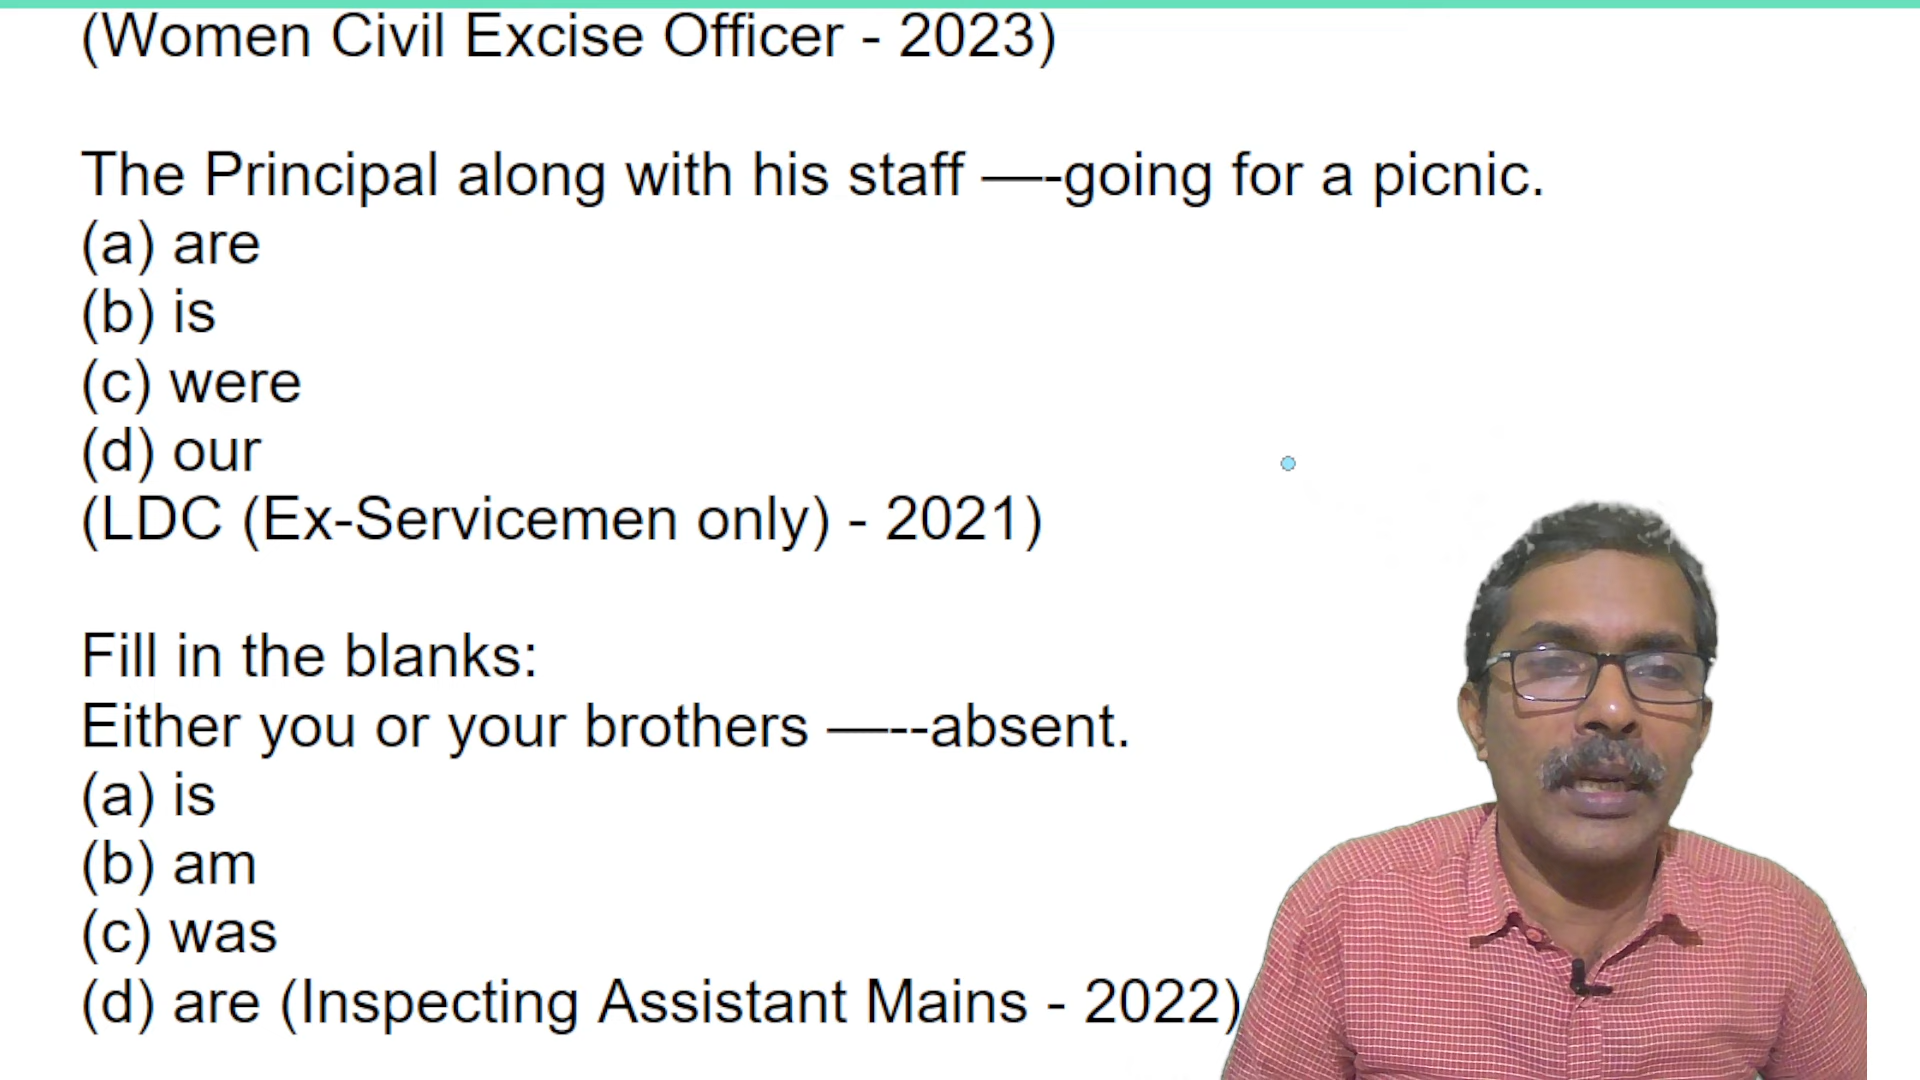 (Women Civil Excise Officer - 2023)
The Principal along with his staff —-going for a picnic.
(a) are
(b) is
(c) were
(d) our
(LDC (Ex-Servicemen only) - 2021)
Fill in the blanks:
Either you or your brothers —--absent.
(a) is
(b) am
(c) was
(d) are (Inspecting Assistant Mains - 2022)